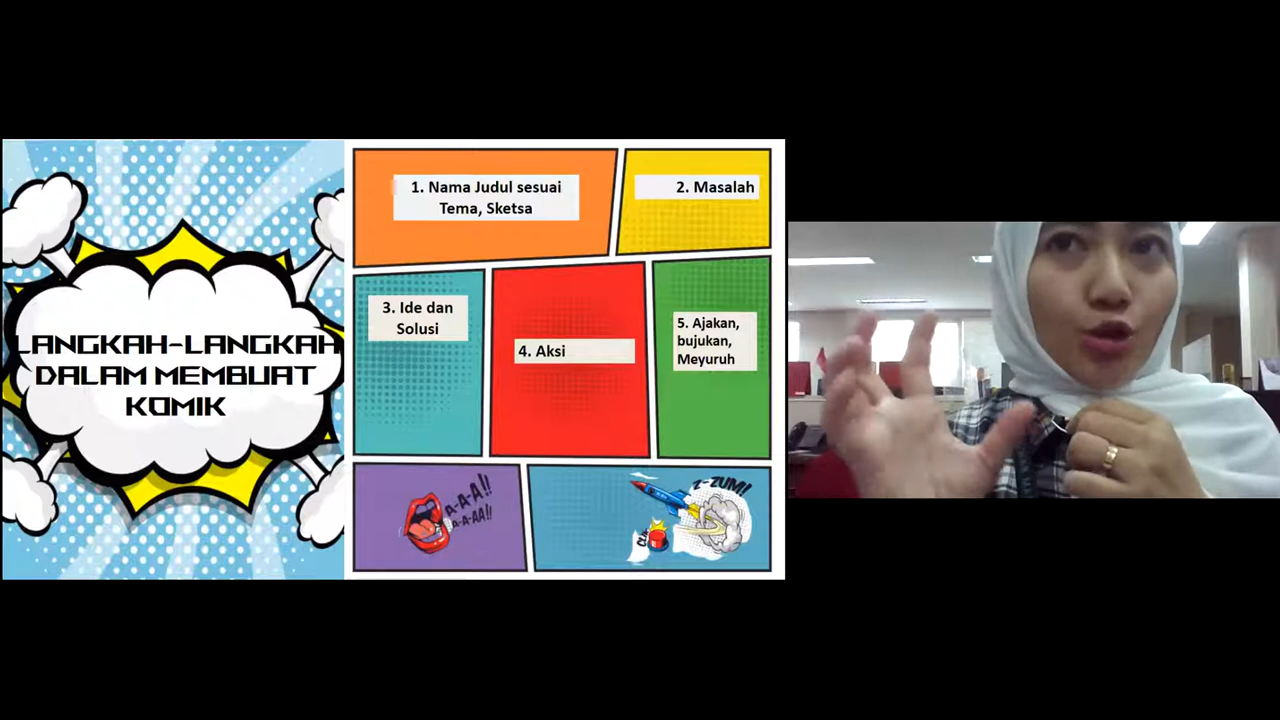 LANGKAH-LANGKAH
DALAM MEMBUAT
KOMIK
1. Nama Judul sesuai
Tema, Sketsa
2. Masalah
3. Ide dan
Solusi
4. Aksi
5. Ajakan,
bujukan,
Meyuruh
A-A-A!!
A-A-AA!!
Z-ZUM!